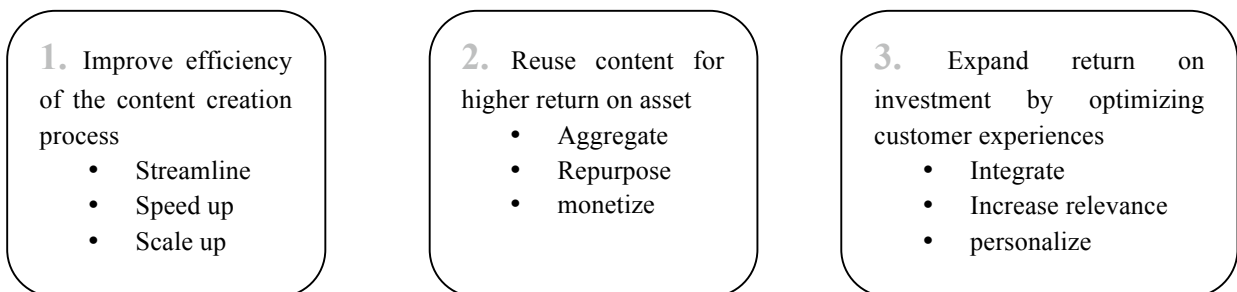 1. Improve efficiency
of the content creation
process
• Streamline
• Speed up
• Scale up
2. Reuse content for
higher return on asset
• Aggregate
• Repurpose
• monetize
3. Expand return on
investment by optimizing
customer experiences
• Integrate
• Increase relevance
• personalize